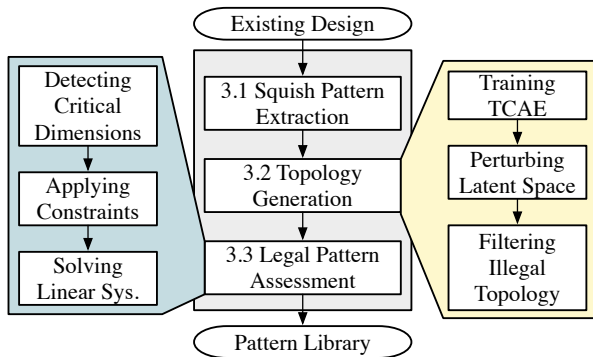 Existing Design
Detecting
Critical
Dimensions
Applying
Constraints
Solving
Linear Sys.
3.1 Squish Pattern
Extraction
3.2 Topology
Generation
3.3 Legal Pattern
Assessment
Training
TCAE
Perturbing
Latent Space
Filtering
Illegal
Topology
Pattern Library